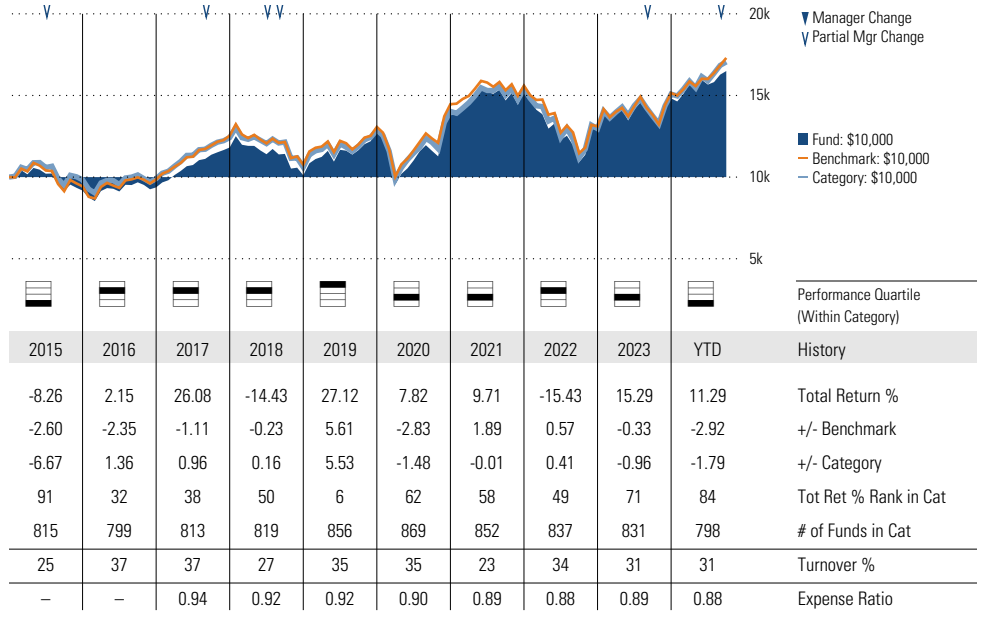 20k
Manager Change
Partial Mgr Change
15k
Fund: $10,000
Benchmark: $10,000
Category: $10,000
10k
5k
Performance Quartile
(Within Category)
2015 2016 2017 2018 2019 2020 2021 2022 2023 YTD History
-8.26 2.15 26.08 -14.43 27.12 7.82 9.71 -15.43 15.29 11.29 Total Return %
-2.60 -2.35 -1.11 -0.23 5.61 -2.83 1.89 0.57 -0.33 -2.92 +/- Benchmark
-6.67 1.36 0.96 0.16 5.53 -1.48 -0.01 0.41 -0.96 -1.79 +/- Category
91 32 38 50 6 62 58 49 71 84 Tot Ret % Rank in Cat
815 799 813 819 856 869 852 837 831 798 # of Funds in Cat
25 37 37 27 35 35 23 34 31 31 Turnover %
– – 0.94 0.92 0.92 0.90 0.89 0.88 0.89 0.88 Expense Ratio